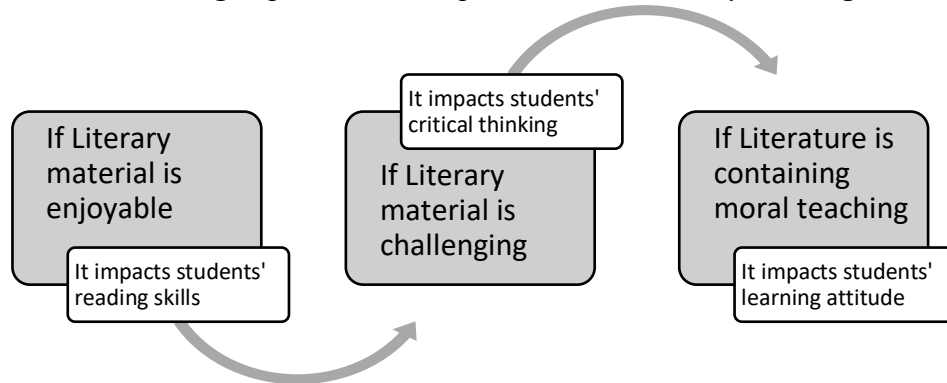 If Literary
material is
enjoyable
It impacts students'
reading skills
It impacts students'
critical thinking
If Literary
material is
challenging
If Literature is
containing
moral teaching
It impacts students'
learning attitude